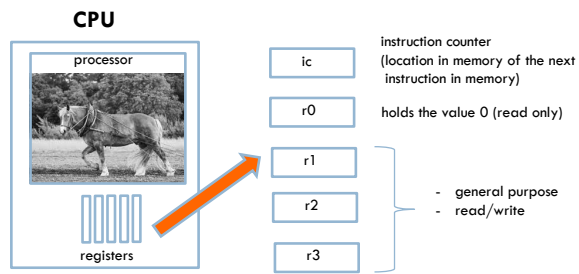 CPU
processor
registers
ic
instruction counter
(location in memory of the next
instruction in memory)
r0
holds the value 0 (read only)
r1
r2
r3
- general purpose
- read/write